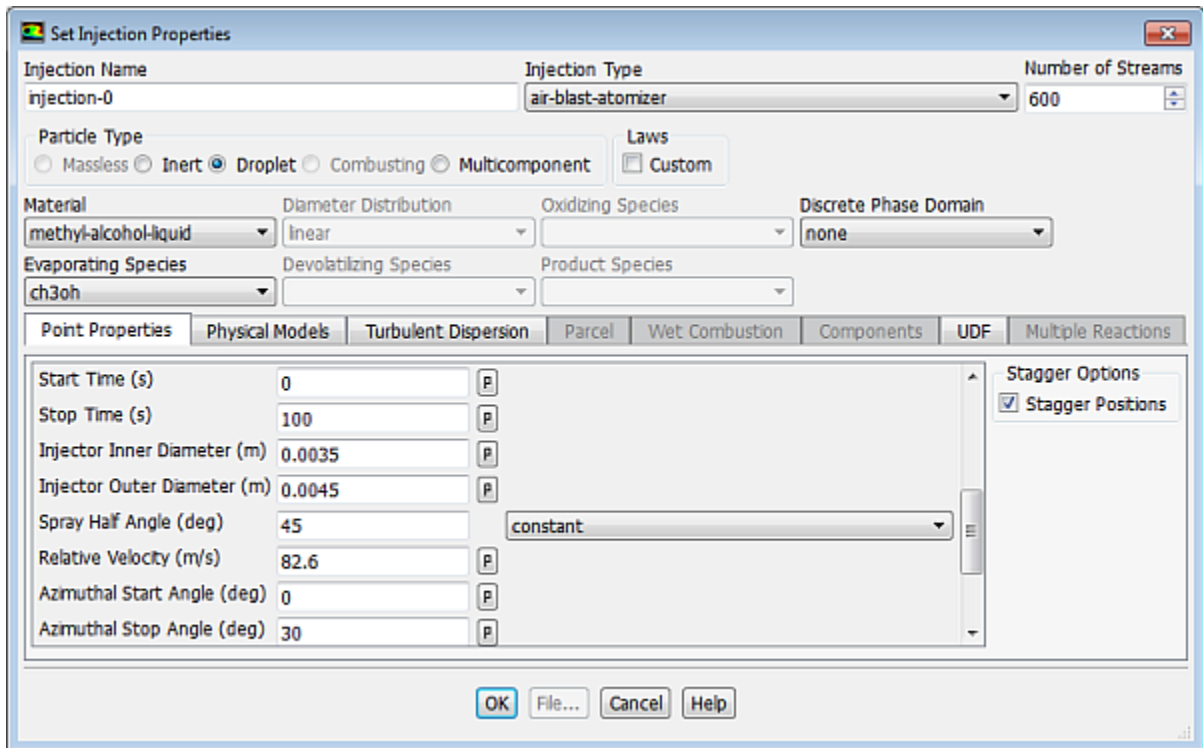 Set Injection Properties
Injection Name Injection Type Number of Streams
injection-0 air-blast-atomizer 600
Particle Type Laws
Massless Inert Droplet Combusting Multicomponent Custom
Material Diameter Distribution Oxidizing Species Discrete Phase Domain
methyl-alcohol-liquid linear none
Evaporating Species Devolatilizing Species Product Species
ch3oh
Point Properties Physical Models Turbulent Dispersion Parcel Wet Combustion Components UDF Multiple Reactions
Start Time (s) 0 P Stagger Options
Stop Time (s) 100 P Stagger Positions
Injector Inner Diameter (m) 0.0035 P
Injector Outer Diameter (m) 0.0045 P
Spray Half Angle (deg) 45 constant
Relative Velocity (m/s) 82.6 P
Azimuthal Start Angle (deg) 0 P
Azimuthal Stop Angle (deg) 30 P
OK File... Cancel Help